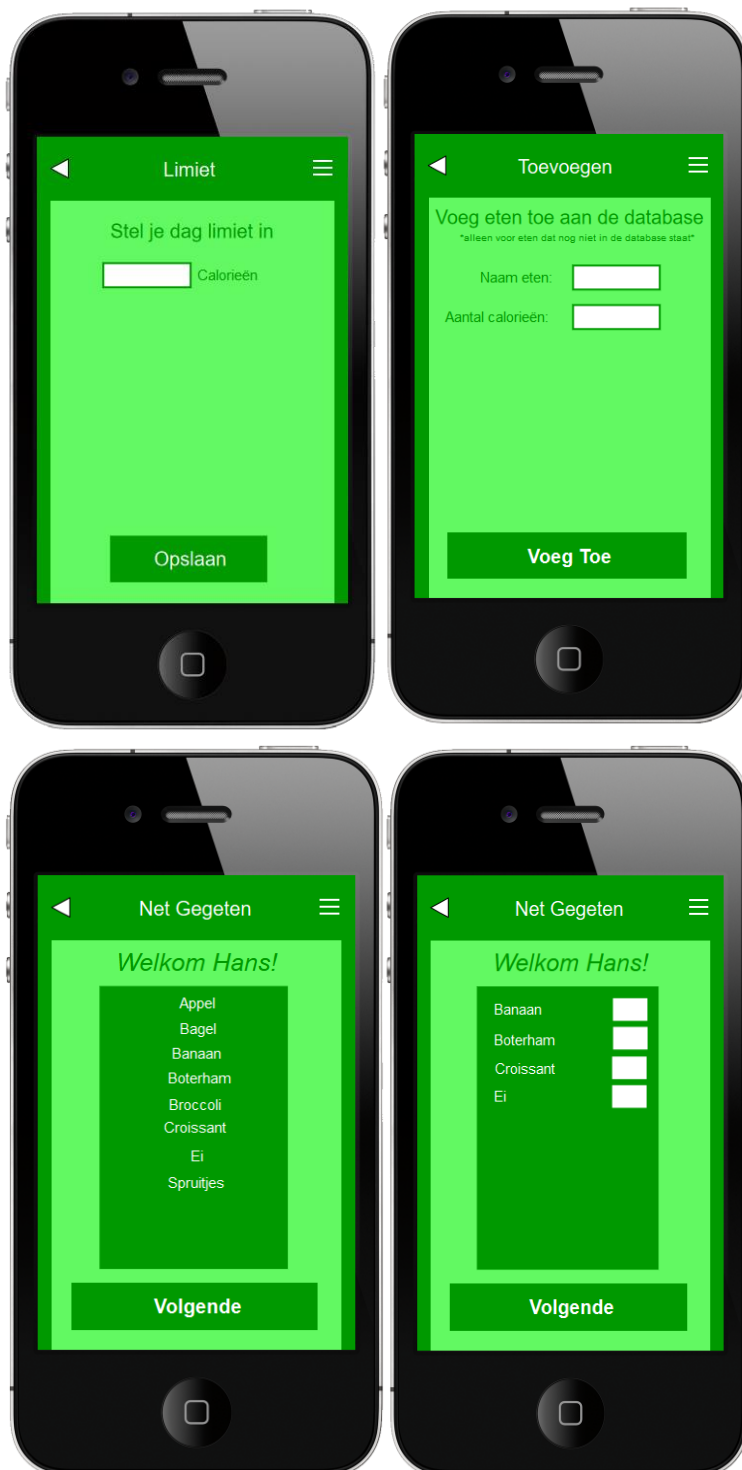 Limiet
Stel je dag limiet in
Calorieën
Opslaan
Toevoegen
Voeg eten toe aan de database
*alleen voor eten dat nog niet in de database staat*
Naam eten:
Aantal calorieën:
Voeg Toe
Net Gegeten
Welkom Hans!
Appel
Bagel
Banaan
Boterham
Broccoli
Croissant
Ei
Spruitjes
Volgende
Net Gegeten
Welkom Hans!
Banaan
Boterham
Croissant
Ei
Volgende